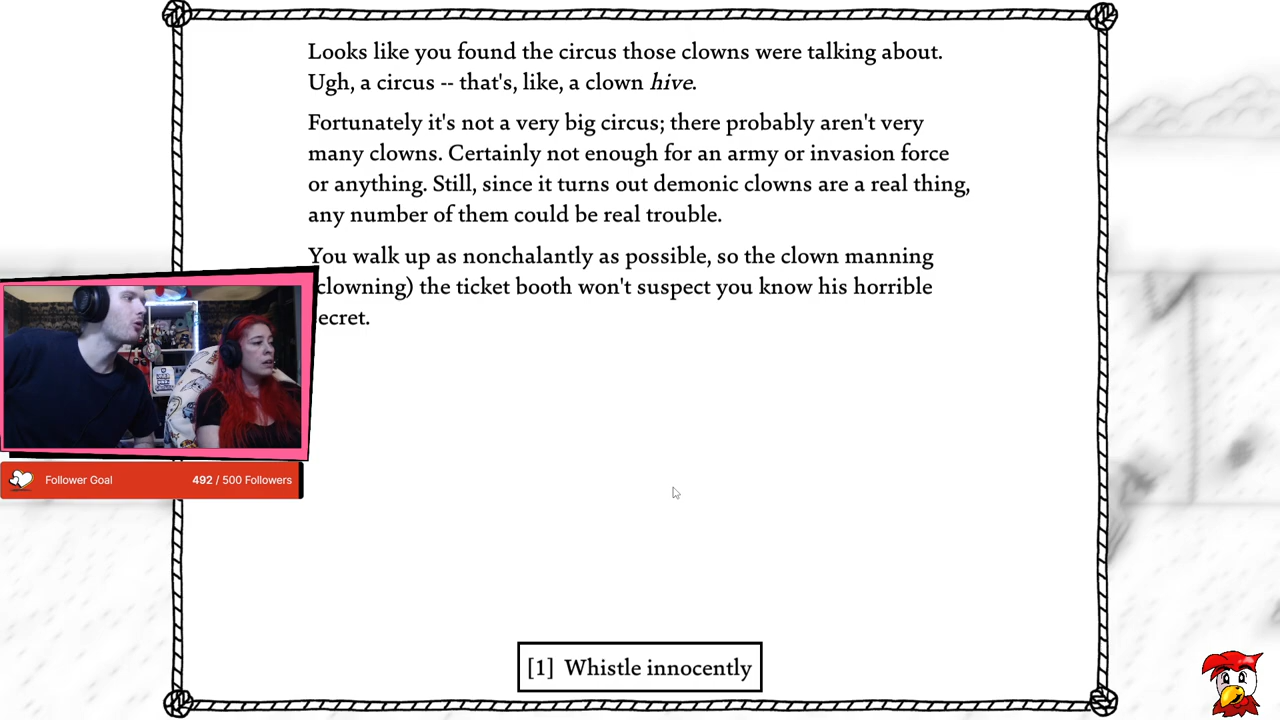 Looks like you found the circus those clowns were talking about.
Ugh, a circus -- that's, like, a clown hive.
Fortunately it's not a very big circus; there probably aren't very
many clowns. Certainly not enough for an army or invasion force
or anything. Still, since it turns out demonic clowns are a real thing,
any number of them could be real trouble.
You walk up as nonchalantly as possible, so the clown manning
clowning) the ticket booth won't suspect you know his horrible
ecret.
Follower Goal 492 / 500 Followers
[1] Whistle innocently